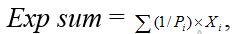 Exp sum = ∑(1/Pᵢ)×Xᵢ,